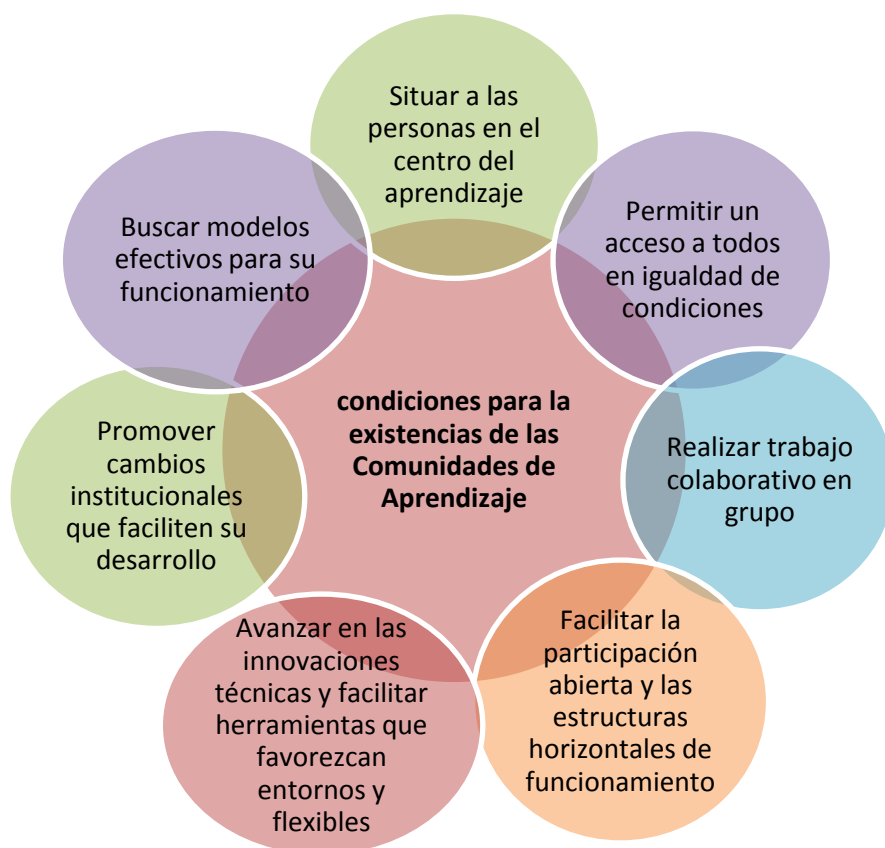 Situar a las
personas en el
centro del
aprendizaje
Permitir un
acceso a todos
en igualdad de
condiciones
Realizar trabajo
colaborativo en
grupo
Facilitar la
participación
abierta y las
estructuras
horizontales de
funcionamiento
Avanzar en las
innovaciones
técnicas y facilitar
herramientas que
favorezcan
entornos y
flexibles
Promover
cambios
institucionales
que faciliten su
desarrollo
Buscar modelos
efectivos para su
funcionamiento
condiciones para la
existencias de las
Comunidades de
Aprendizaje